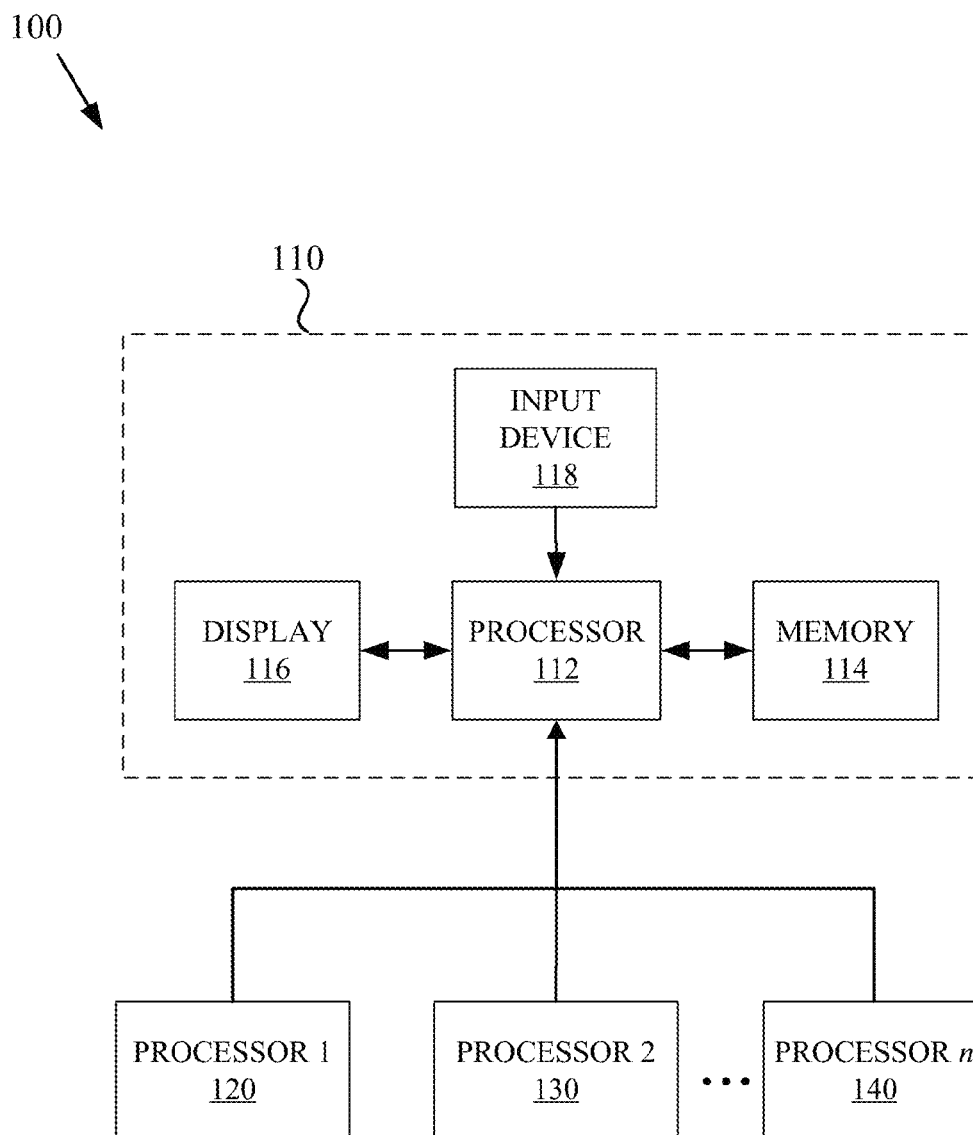 100
110
INPUT
DEVICE
118
DISPLAY
116
PROCESSOR
112
MEMORY
114
PROCESSOR 1
120
PROCESSOR 2
130
...
PROCESSOR n
140